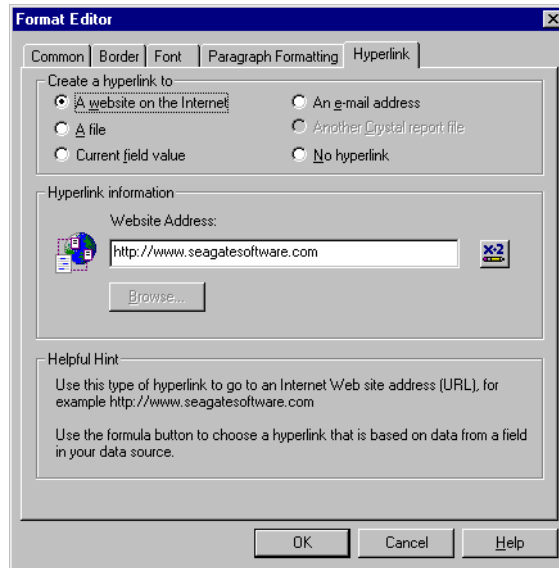 Format Editor
Common Border Font Paragraph Formatting Hyperlink
Create a hyperlink to
A website on the Internet An e-mail address
A file Another Crystal report file
Current field value No hyperlink
Hyperlink information
Website Address:
http://www.seagatesoftware.com
x+2
Browse...
Helpful Hint
Use this type of hyperlink to go to an Internet Web site address (URL), for
example http://www.seagatesoftware.com
Use the formula button to choose a hyperlink that is based on data from a field
in your data source.
OK Cancel Help